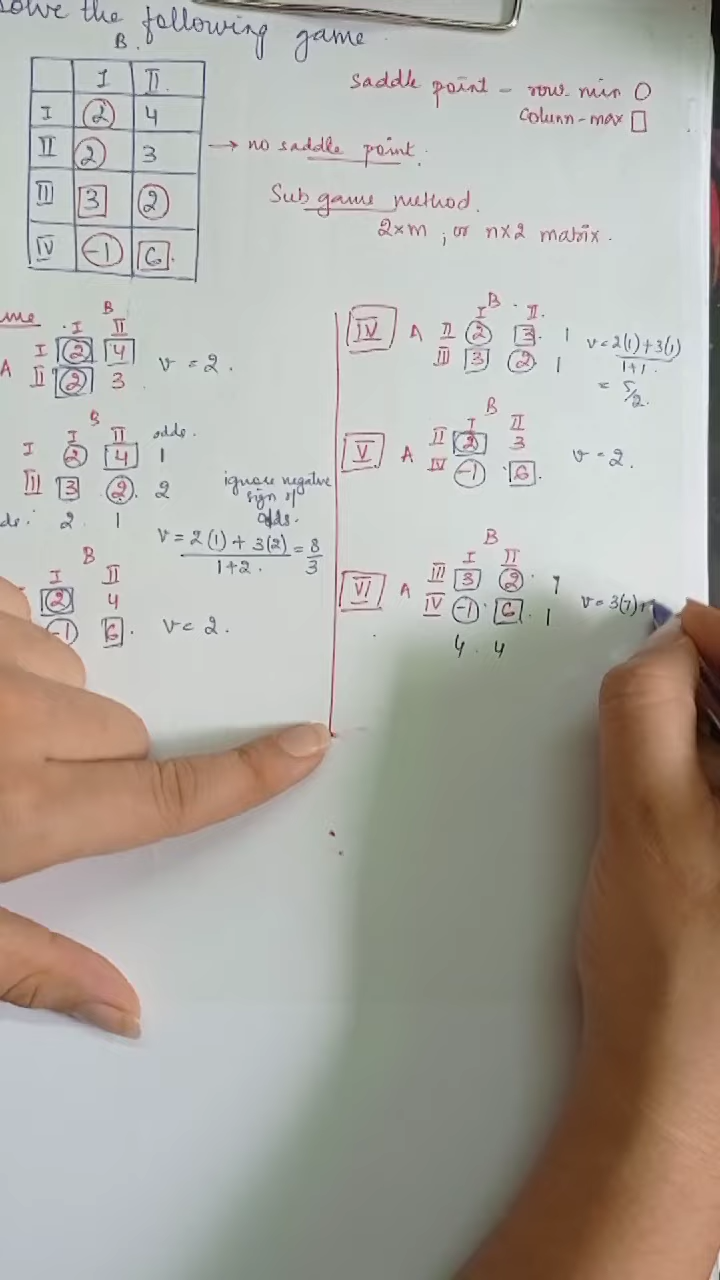 solve the following game
B.
I II.
I 2 4
II 2 3
III 3 2
IV -1 6.
saddle point - row min O
column-max □
→ no saddle point.
Sub game method.
2×m , or n×2 matrix.
B
I II
A I 2 4
II 2 3
v = 2.
B
I II odds.
I 2 4 1
III 3 2. 2
2 1
ignore negative
sign of
odds.
v = 2(1) + 3(2) = 8
1+2. 3
B
I II
2 4
-1 6.
v = 2.
IV
B
I II.
A II 2 3. 1
III 3 2 1
v = 2(1)+3(1)
1+1.
= 5/2.
V
B
I II
A II 2 3
IV -1 6.
v = 2.
VI
B
I II
A III 3 2. 7
IV -1 6. 1
4. 4
v = 3(7)+